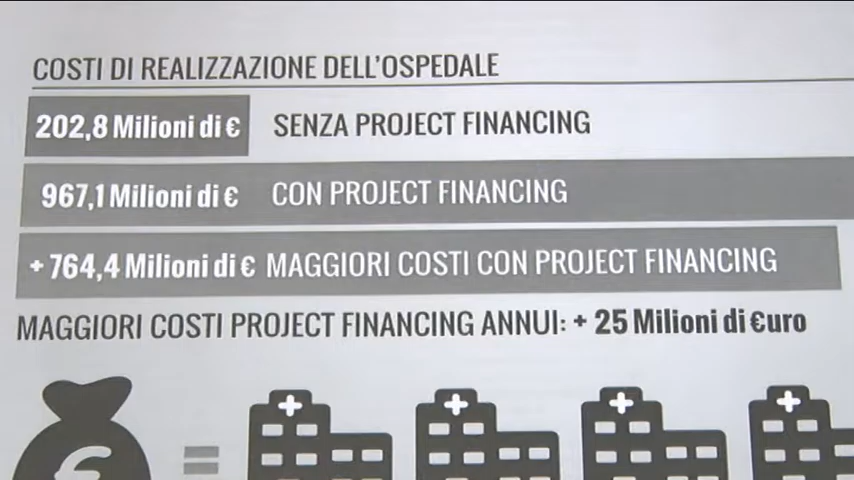 COSTI DI REALIZZAZIONE DELL'OSPEDALE
202,8 Milioni di € SENZA PROJECT FINANCING
967,1 Milioni di € CON PROJECT FINANCING
+ 764,4 Milioni di € MAGGIORI COSTI CON PROJECT FINANCING
MAGGIORI COSTI PROJECT FINANCING ANNUI: + 25 Milioni di €uro
€ =